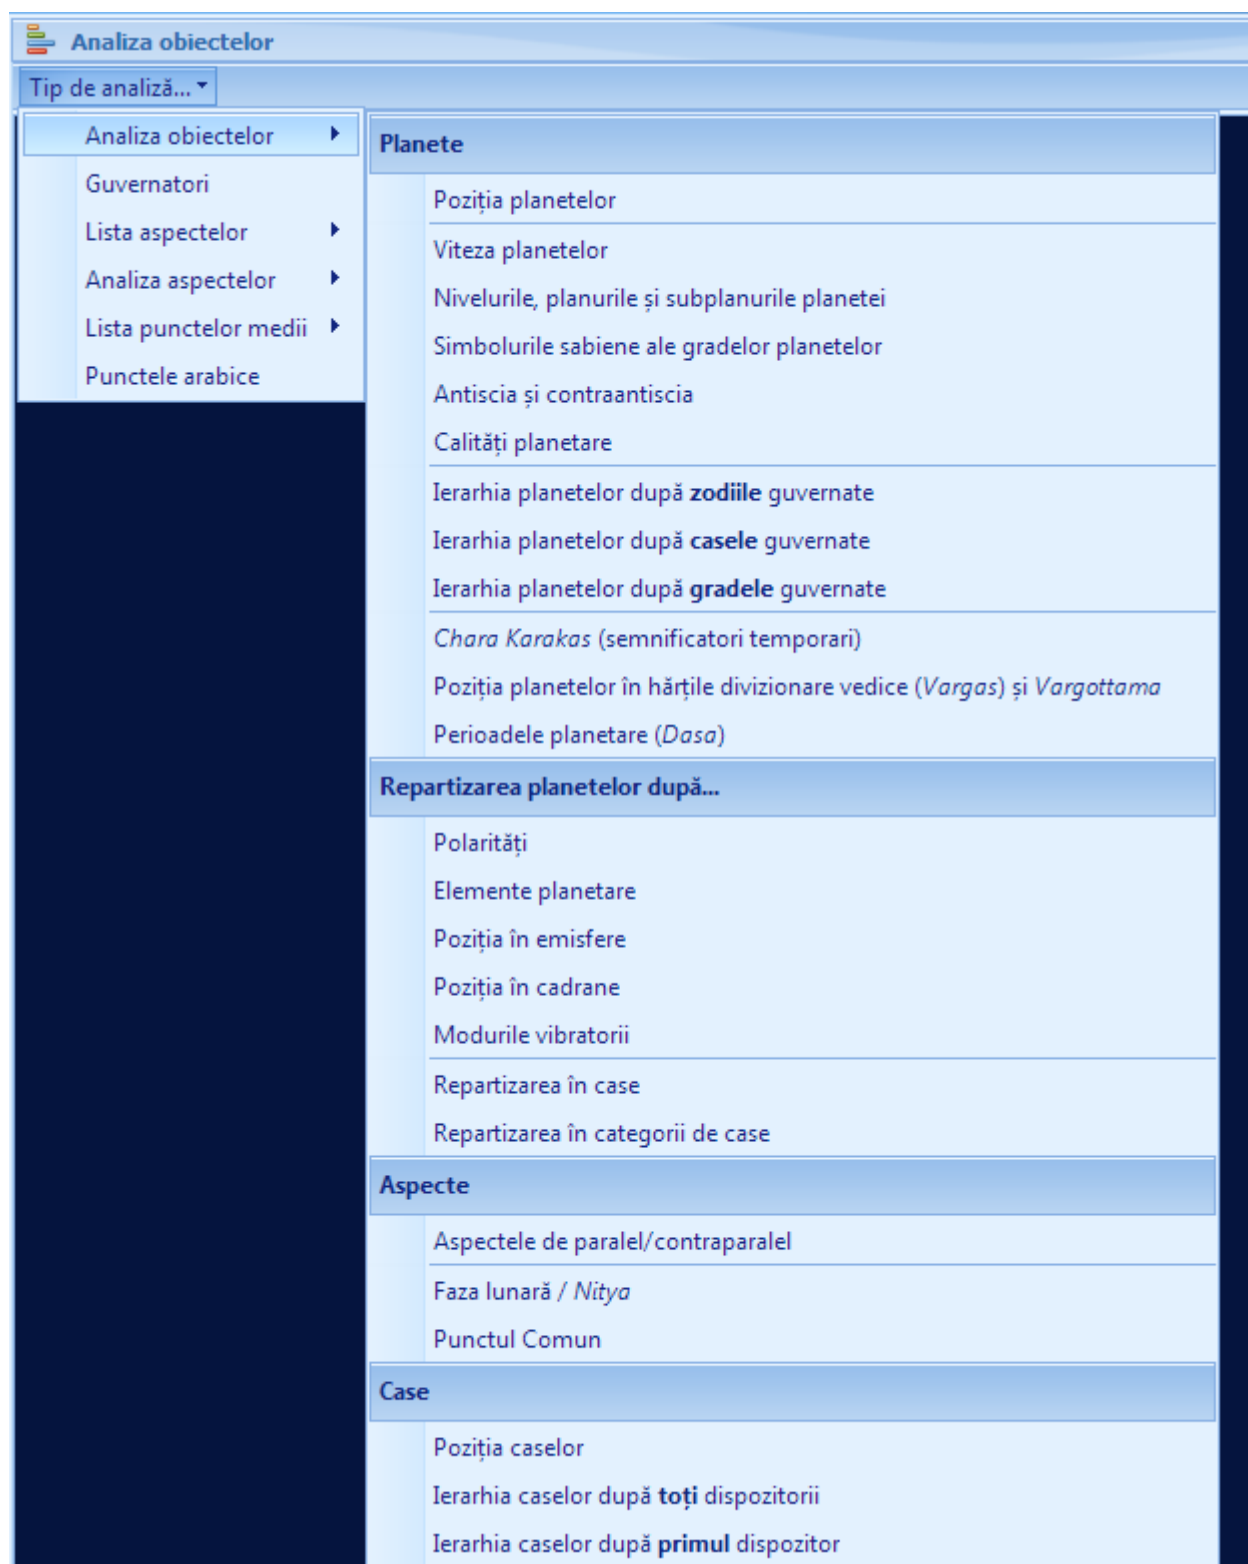 Analiza obiectelor
Tip de analiză...
Analiza obiectelor
Guvernatori
Lista aspectelor
Analiza aspectelor
Lista punctelor medii
Punctele arabice
Planete
Poziția planetelor
Viteza planetelor
Nivelurile, planurile și subplanurile planetei
Simbolurile sabiene ale gradelor planetelor
Antiscia și contraantiscia
Calități planetare
Ierarhia planetelor după zodiile guvernate
Ierarhia planetelor după casele guvernate
Ierarhia planetelor după gradele guvernate
Chara Karakas (semnificatori temporari)
Poziția planetelor în hărțile divizionare vedice (Vargas) și Vargottama
Perioadele planetare (Dasa)
Repartizarea planetelor după...
Polarități
Elemente planetare
Poziția în emisfere
Poziția în cadrane
Modurile vibratorii
Repartizarea în case
Repartizarea în categorii de case
Aspecte
Aspectele de paralel/contraparalel
Faza lunară / Nitya
Punctul Comun
Case
Poziția caselor
Ierarhia caselor după toți dispozitorii
Ierarhia caselor după primul dispozitor